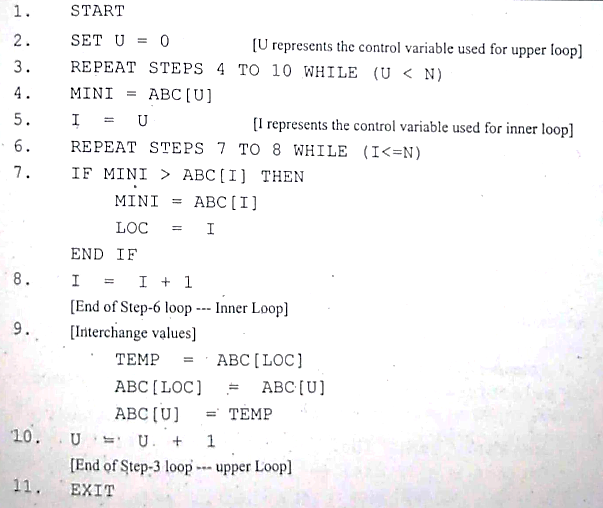 1. START
2. SET U = 0 [U represents the control variable used for upper loop]
3. REPEAT STEPS 4 TO 10 WHILE (U < N)
4. MINI = ABC[U]
5. I = U [I represents the control variable used for inner loop]
6. REPEAT STEPS 7 TO 8 WHILE (I<=N)
7. IF MINI > ABC[I] THEN
MINI = ABC[I]
LOC = I
END IF
8. I = I + 1
[End of Step-6 loop --- Inner Loop]
9. [Interchange values]
TEMP = ABC[LOC]
ABC[LOC] = ABC[U]
ABC[U] = TEMP
10. U = U + 1
[End of Step-3 loop --- upper Loop]
11. EXIT